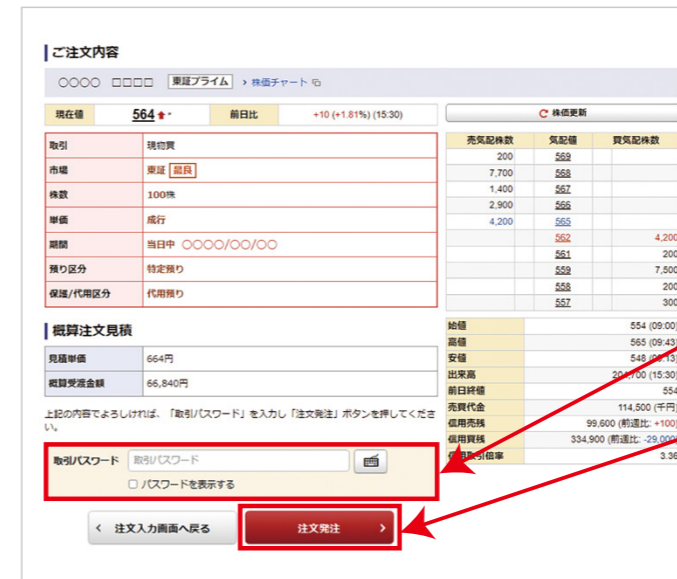 ご注文内容
○○○○ □□□□ 東証プライム › 株価チャート
現在値 564 前日比 +10 (+1.81%) (15:30)
取引 現物買
市場 東証 最良
株数 100株
単価 成行
期間 当日中 ○○○○/○○/○○
預り区分 特定預り
保護/代用区分 代用預り
概算注文見積
見積単価 664円
概算受渡金額 66,840円
上記の内容でよろしければ、「取引パスワード」を入力し「注文発注」ボタンを押してくださ
い。
取引パスワード 取引パスワード
パスワードを表示する
注文入力画面へ戻る 注文発注
株価更新
売気配株数 気配値 買気配株数
200 569
7,700 568
1,400 567
2,900 566
4,200 565
562 4,200
561 200
559 7,500
558 200
557 300
始値 554 (09:00)
高値 565 (09:43)
安値 548
出来高 (15:30)
前日終値 554
売買代金 114,500 (千円)
信用売残 99,600 (前週比: +100)
信用買残 334,900 (前週比: -29,000)
信用取引倍率 3.36